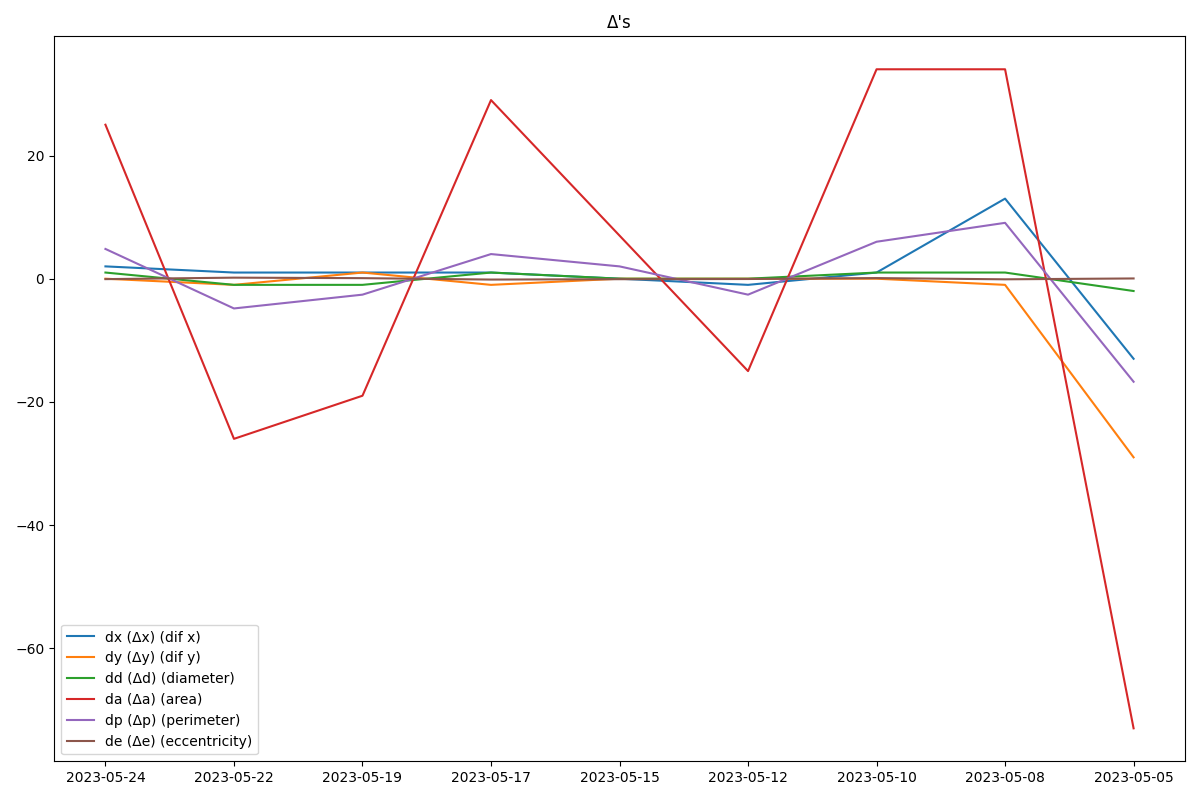 Δ's
20
0
−20
−40
−60
dx (Δx) (dif x)
dy (Δy) (dif y)
dd (Δd) (diameter)
da (Δa) (area)
dp (Δp) (perimeter)
de (Δe) (eccentricity)
2023-05-24 2023-05-22 2023-05-19 2023-05-17 2023-05-15 2023-05-12 2023-05-10 2023-05-08 2023-05-05